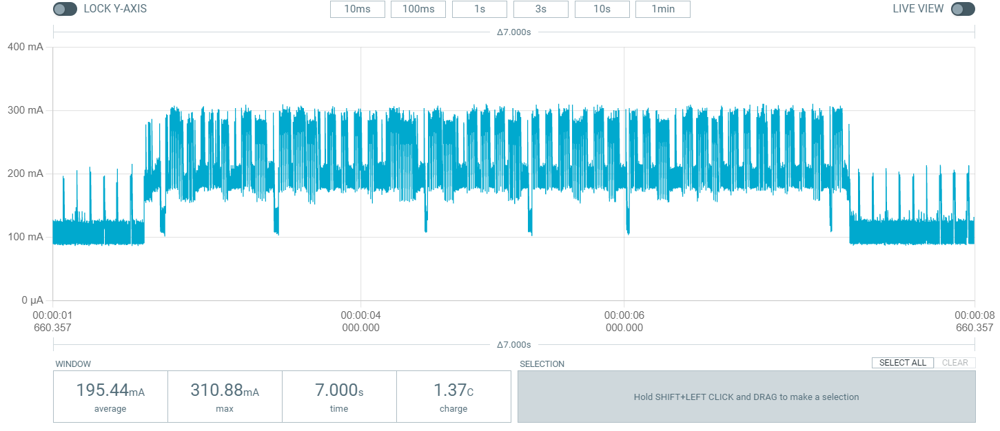 LOCK Y-AXIS 10ms 100ms 1s 3s 10s 1min LIVE VIEW
Δ7.000s
400 mA
300 mA
200 mA
100 mA
0 µA
00:00:01 00:00:04 00:00:06 00:00:08
660.357 000.000 000.000 660.357
Δ7.000s
WINDOW SELECTION SELECT ALL CLEAR
195.44mA 310.88mA 7.000s 1.37C
average max time charge
Hold SHIFT+LEFT CLICK and DRAG to make a selection